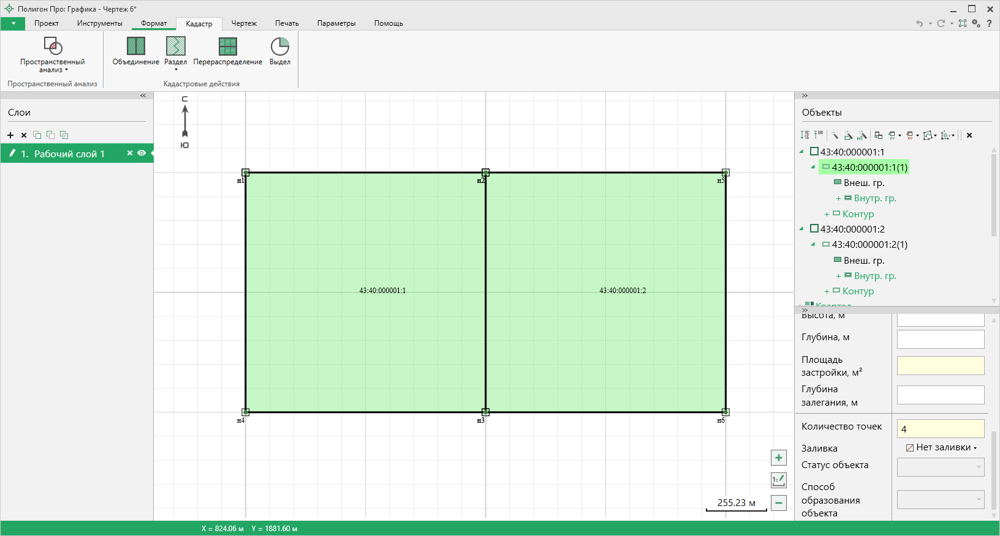 Полигон Про: Графика - Чертеж 6*
Проект Инструменты Формат Кадастр Чертеж Печать Параметры Помощь
Пространственный
анализ
Объединение Раздел Перераспределение Выдел
Пространственный анализ Кадастровые действия
Слои
1. Рабочий слой 1
С
Ю
н1 н2 н5
43:40:000001:1 43:40:000001:2
н4 н3 н6
255.23 м
Объекты
43:40:000001:1
43:40:000001:1(1)
Внеш. гр.
+ Внутр. гр.
+ Контур
43:40:000001:2
43:40:000001:2(1)
Внеш. гр.
+ Внутр. гр.
+ Контур
Квартал
Высота, м
Глубина, м
Площадь
застройки, м²
Глубина
залегания, м
Количество точек 4
Заливка Нет заливки
Статус объекта
Способ
образования
объекта
X = 824.06 м Y = 1881.60 м